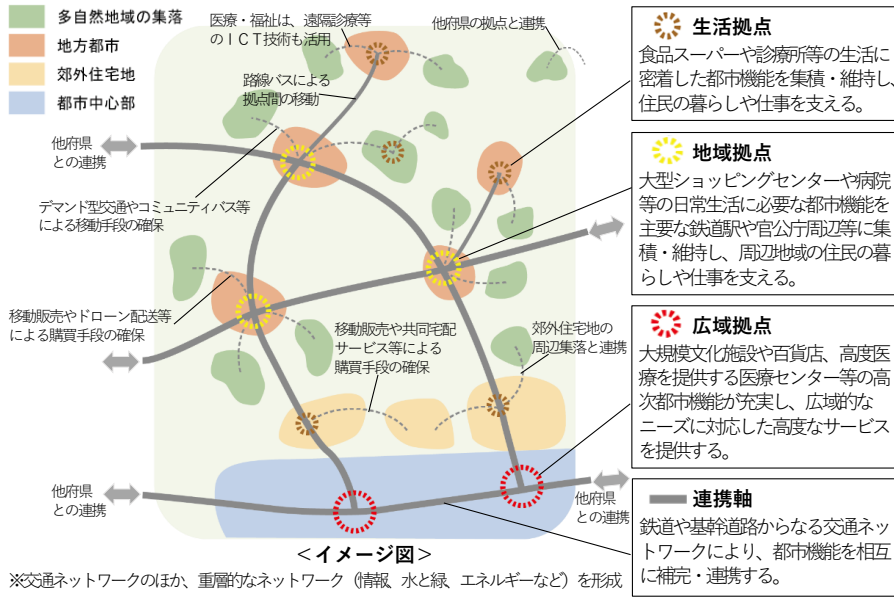 多自然地域の集落
地方都市
郊外住宅地
都市中心部
医療・福祉は、遠隔診療等
のＩＣＴ技術も活用
他府県の拠点と連携
路線バスによる
拠点間の移動
他府県
との連携
デマンド型交通やコミュニティバス等
による移動手段の確保
移動販売やドローン配送等
による購買手段の確保
移動販売や共同宅配
サービス等による
購買手段の確保
郊外住宅地の
周辺集落と連携
他府県
との連携
他府県
との連携
＜イメージ図＞
※交通ネットワークのほか、重層的なネットワーク（情報、水と緑、エネルギーなど）を形成
生活拠点
食品スーパーや診療所等の生活に
密着した都市機能を集積・維持し、
住民の暮らしや仕事を支える。
地域拠点
大型ショッピングセンターや病院
等の日常生活に必要な都市機能を
主要な鉄道駅や官公庁周辺等に集
積・維持し、周辺地域の住民の暮
らしや仕事を支える。
広域拠点
大規模文化施設や百貨店、高度医
療を提供する医療センター等の高
次都市機能が充実し、広域的な
ニーズに対応した高度なサービス
を提供する。
連携軸
鉄道や基幹道路からなる交通ネッ
トワークにより、都市機能を相互
に補完・連携する。